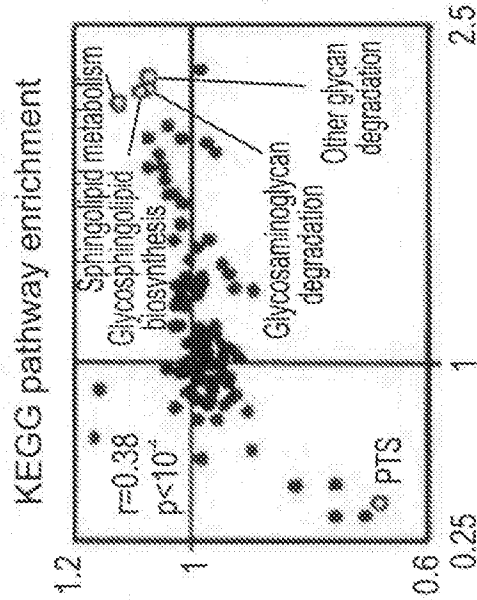 KEGG pathway enrichment
1.2
1
0.6
r=0.38
p<10⁻⁴
Sphingolipid metabolism
Glycosphingolipid
biosynthesis
Glycosaminoglycan
degradation
Other glycan
degradation
PTS
0.25
1
2.5